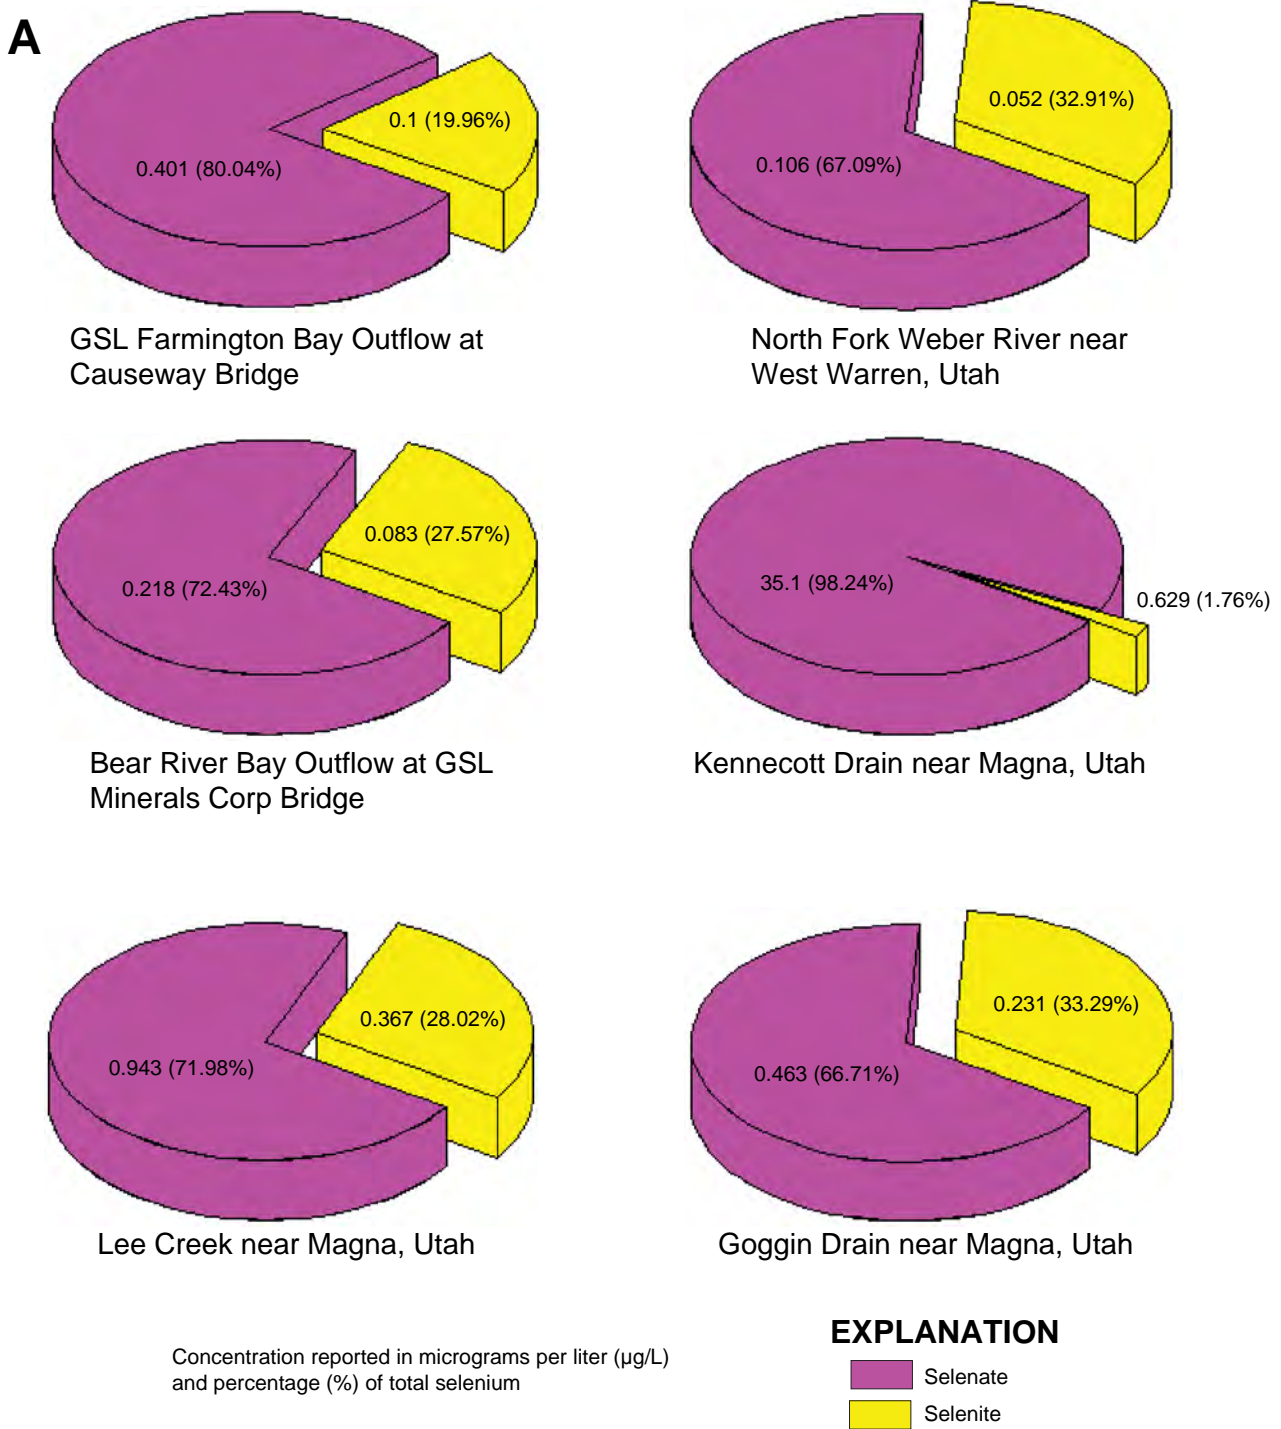 A
0.1 (19.96%)
0.401 (80.04%)
GSL Farmington Bay Outflow at
Causeway Bridge
0.052 (32.91%)
0.106 (67.09%)
North Fork Weber River near
West Warren, Utah
0.083 (27.57%)
0.218 (72.43%)
Bear River Bay Outflow at GSL
Minerals Corp Bridge
35.1 (98.24%)
0.629 (1.76%)
Kennecott Drain near Magna, Utah
0.367 (28.02%)
0.943 (71.98%)
Lee Creek near Magna, Utah
0.231 (33.29%)
0.463 (66.71%)
Goggin Drain near Magna, Utah
Concentration reported in micrograms per liter (µg/L)
and percentage (%) of total selenium
EXPLANATION
Selenate
Selenite